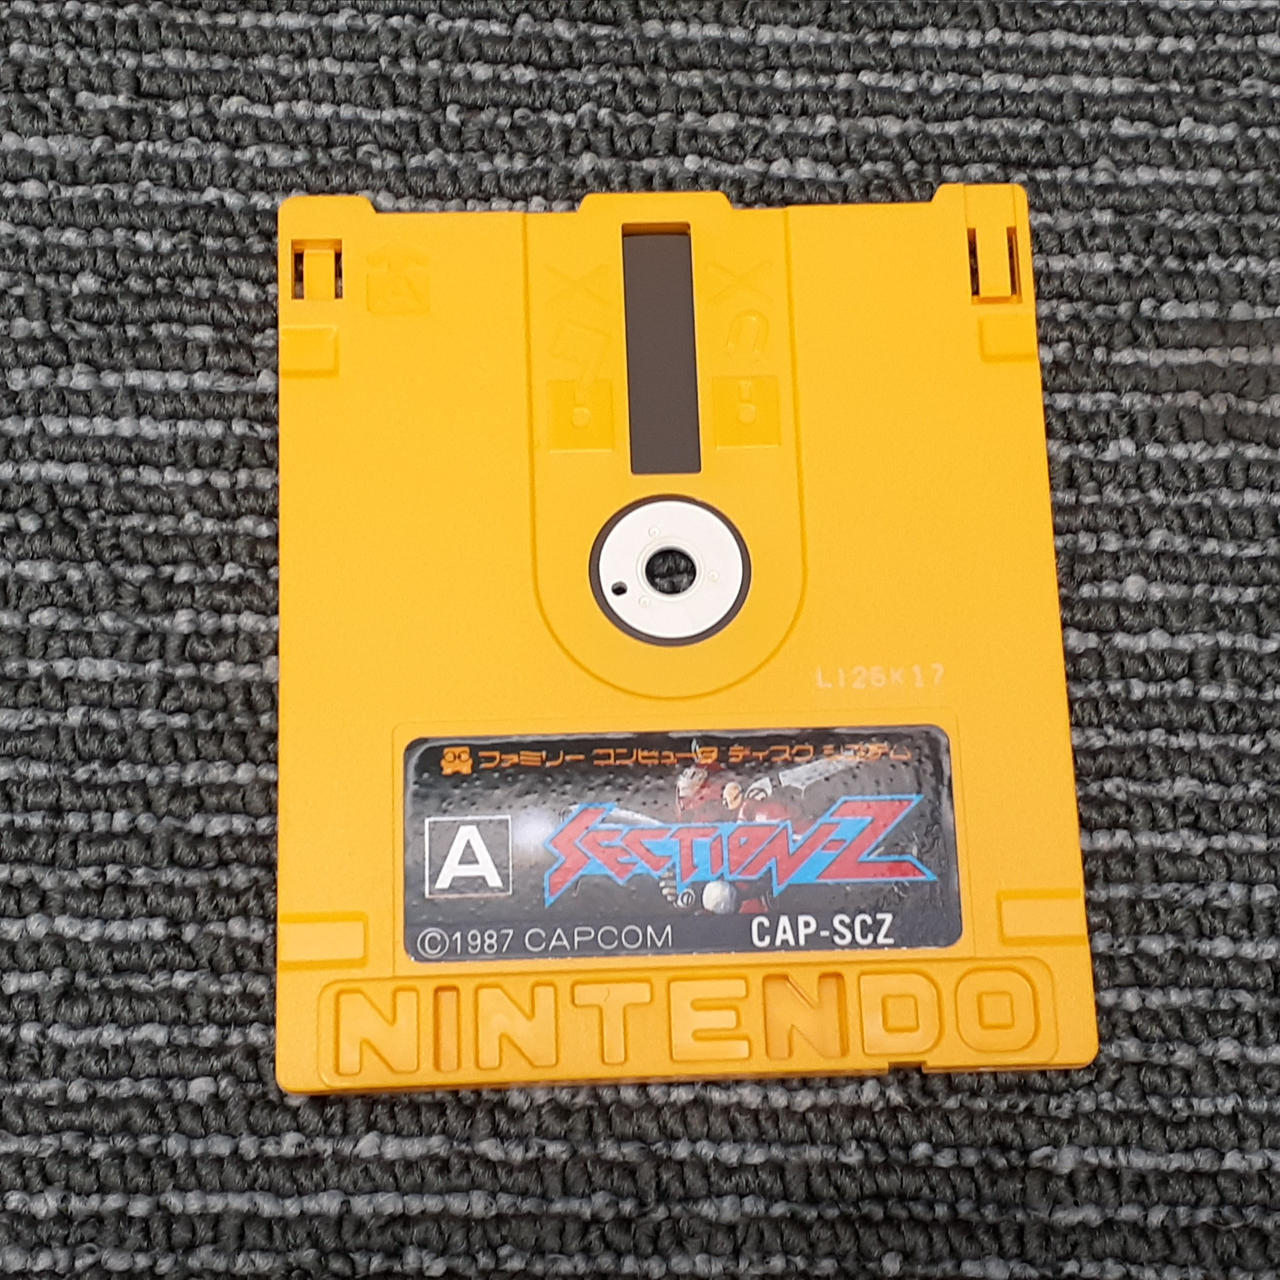 A
L126K17
ファミリー コンピュータ ディスク システム
A
SECTION-Z
©1987 CAPCOM CAP-SCZ
NINTENDO